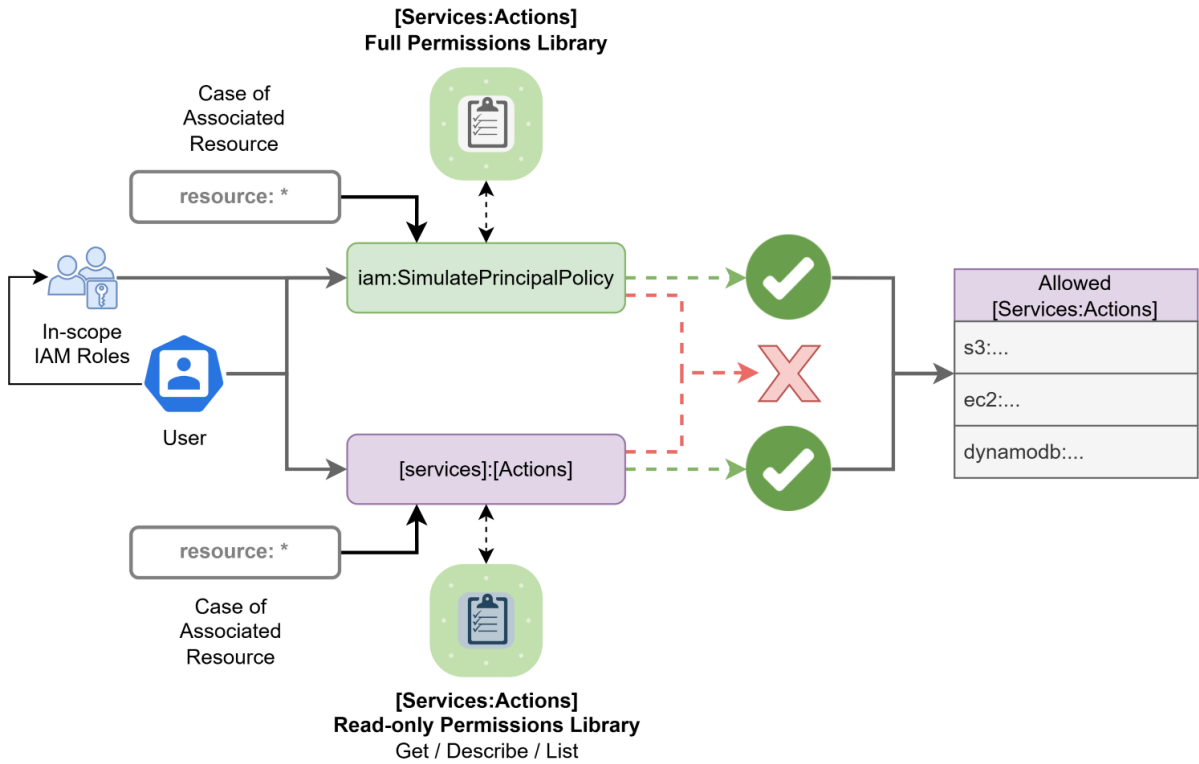 [Services:Actions]
Full Permissions Library
Case of
Associated
Resource
resource: *
iam:SimulatePrincipalPolicy
In-scope
IAM Roles
User
Allowed
[Services:Actions]
s3:...
ec2:...
dynamodb:...
[services]:[Actions]
resource: *
Case of
Associated
Resource
[Services:Actions]
Read-only Permissions Library
Get / Describe / List